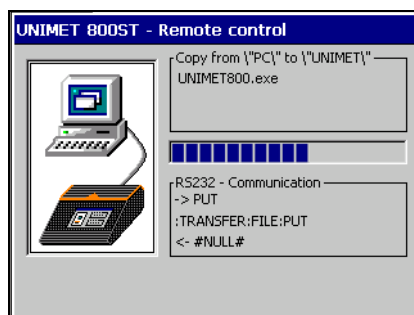 UNIMET 800ST - Remote control
Copy from \"PC\" to \"UNIMET\"
UNIMET800.exe
RS232 - Communication
-> PUT
:TRANSFER:FILE:PUT
<- #NULL#